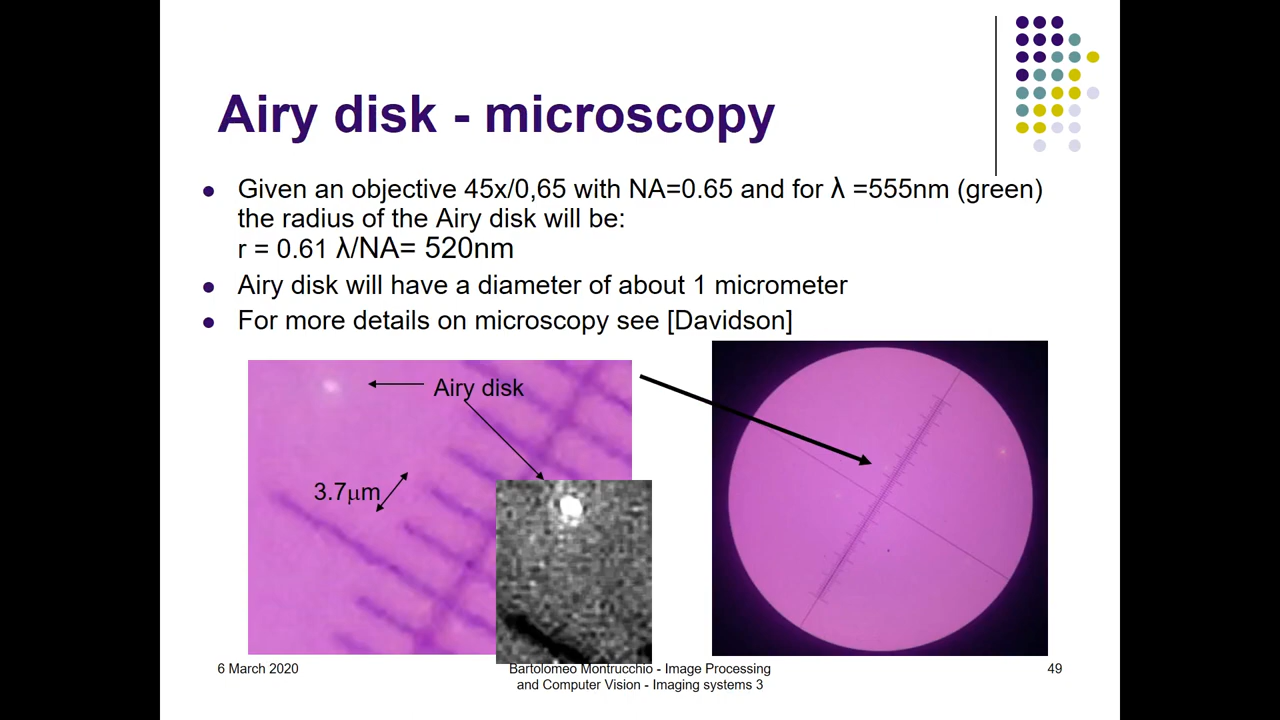 Airy disk - microscopy
Given an objective 45x/0,65 with NA=0.65 and for λ =555nm (green)
the radius of the Airy disk will be:
r = 0.61 λ/NA= 520nm
Airy disk will have a diameter of about 1 micrometer
For more details on microscopy see [Davidson]
Airy disk
3.7μm
6 March 2020
Bartolomeo Montrucchio - Image Processing
and Computer Vision - Imaging systems 3
49